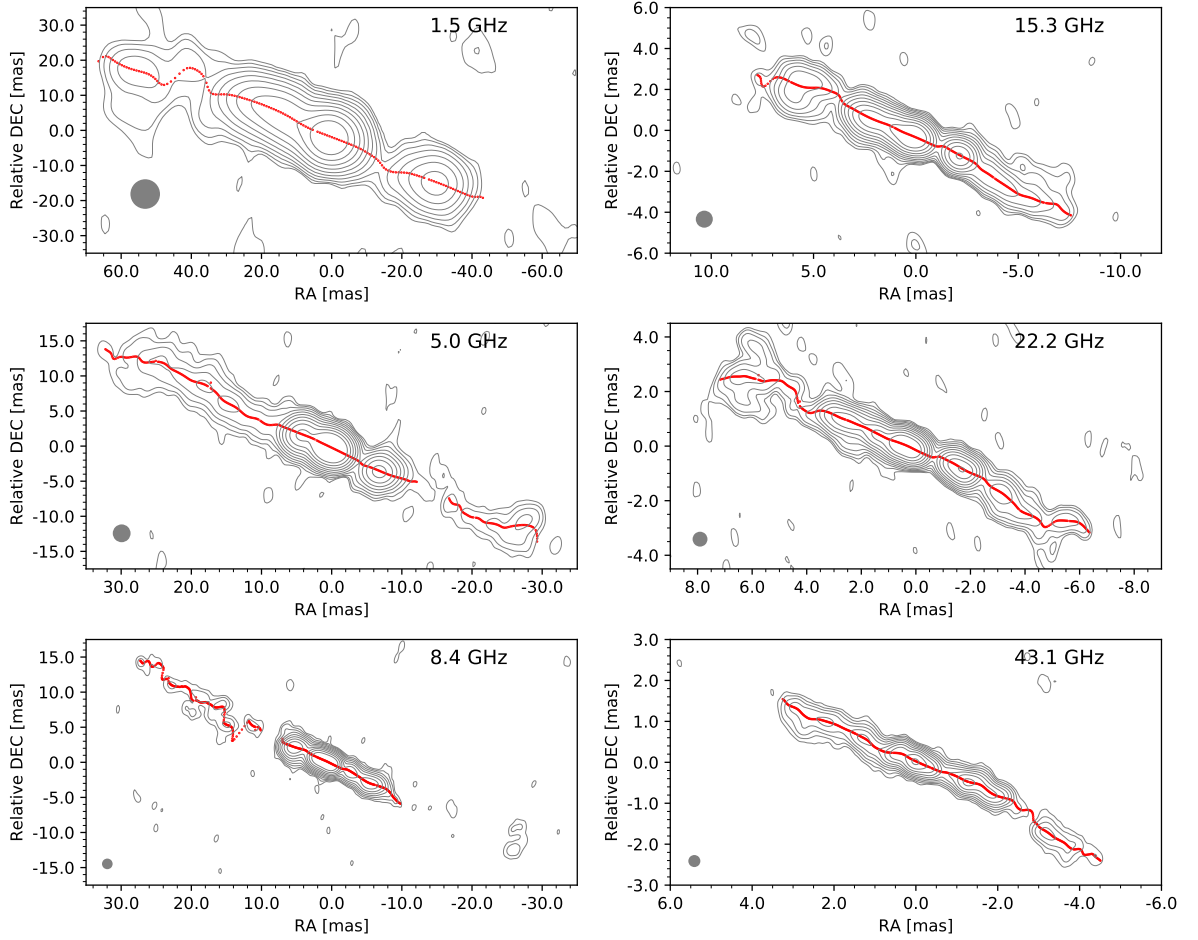 1.5 GHz
Relative DEC [mas]
30.0
20.0
10.0
0.0
-10.0
-20.0
-30.0
60.0 40.0 20.0 0.0 -20.0 -40.0 -60.0
RA [mas]
15.3 GHz
Relative DEC [mas]
6.0
4.0
2.0
0.0
-2.0
-4.0
-6.0
10.0 5.0 0.0 -5.0 -10.0
RA [mas]
5.0 GHz
Relative DEC [mas]
15.0
10.0
5.0
0.0
-5.0
-10.0
-15.0
30.0 20.0 10.0 0.0 -10.0 -20.0 -30.0
RA [mas]
22.2 GHz
Relative DEC [mas]
4.0
2.0
0.0
-2.0
-4.0
8.0 6.0 4.0 2.0 0.0 -2.0 -4.0 -6.0 -8.0
RA [mas]
8.4 GHz
Relative DEC [mas]
15.0
10.0
5.0
0.0
-5.0
-10.0
-15.0
30.0 20.0 10.0 0.0 -10.0 -20.0 -30.0
RA [mas]
43.1 GHz
Relative DEC [mas]
3.0
2.0
1.0
0.0
-1.0
-2.0
-3.0
6.0 4.0 2.0 0.0 -2.0 -4.0 -6.0
RA [mas]